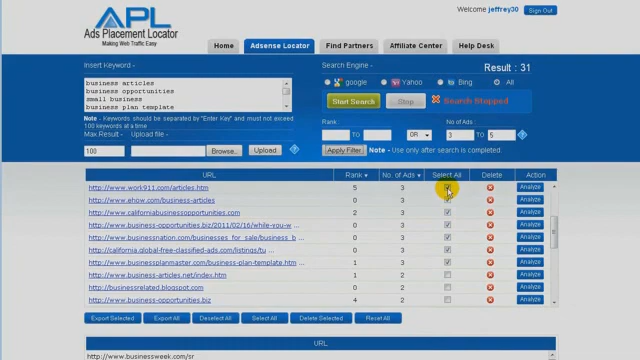 Welcome jeffrey30
Sign Out
APL
Ads Placement Locator
Making Web Traffic Easy
Home
Adsense Locator
Find Partners
Affiliate Center
Help Desk
Insert Keyword -
Search Engine -
Result : 31
business articles
business opportunities
small business
business plan template
google
Yahoo
Bing
All
Start Search
Stop
Search Stopped
Note - Keywords should be separated by "Enter Key" and must not exceed
100 keywords at a time
Rank :
No of Ads :
to
OR
3
to
5
Max.Result -
Upload file -
100
Browse..
Upload
Apply Filter
Note - Use only after search is completed
URL
Rank
No. of Ads
Select All
Delete
Action
http://www.work911.com/articles.htm 5 3 Analyze
http://www.ehow.com/business-articles 0 3 Analyze
http://www.californiabusinessopportunities.com 2 3 Analyze
http://business-opportunities.biz/2011/02/16/while-you-w ... 0 3 Analyze
http://www.businessnation.com/businesses_for_sale/business_b ... 0 3 Analyze
http://california.global-free-classified-ads.com/listings/tu ... 0 3 Analyze
http://www.businessplanmaster.com/business-plan-template.htm 1 3 Analyze
http://www.business-articles.net/index.htm 1 2 Analyze
http://businessrelated.blogspot.com 0 2 Analyze
http://business-opportunities.biz 4 2 Analyze
Export Selected
Export All
Deselect All
Select All
Delete Selected
Reset All
URL
http://www.businessweek.com/sr